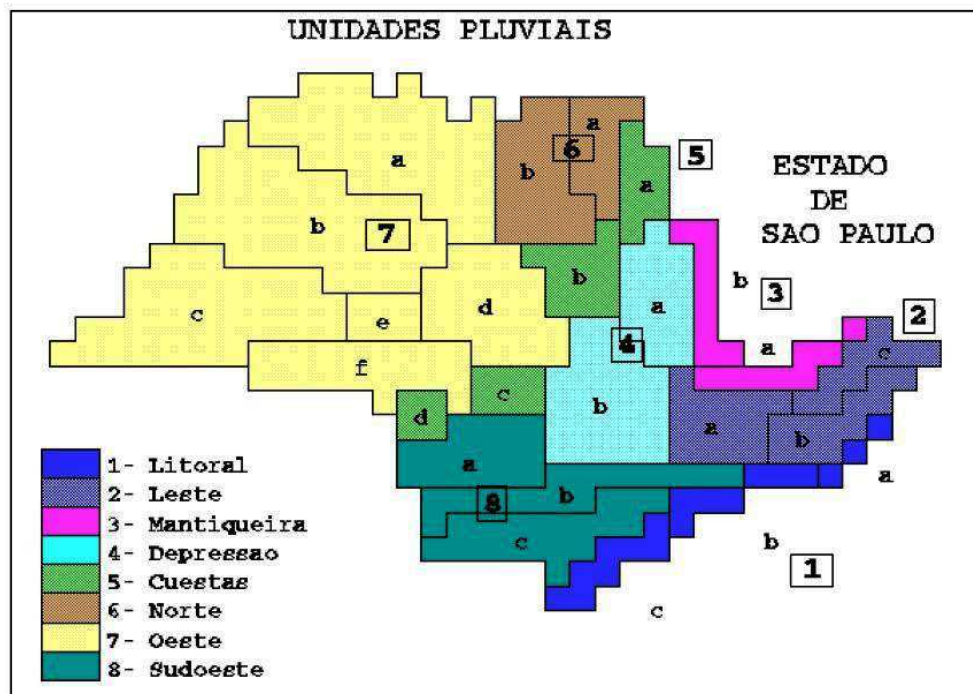 UNIDADES PLUVIAIS
ESTADO
DE
SAO PAULO
a
6
b
5
a
a
b
7
b
b
3
c
e
d
a
4
a
2
c
f
d
c
b
a
b
a
a
8
b
c
b
1
c
1- Litoral
2- Leste
3- Mantiqueira
4- Depressao
5- Cuestas
6- Norte
7- Oeste
8- Sudoeste